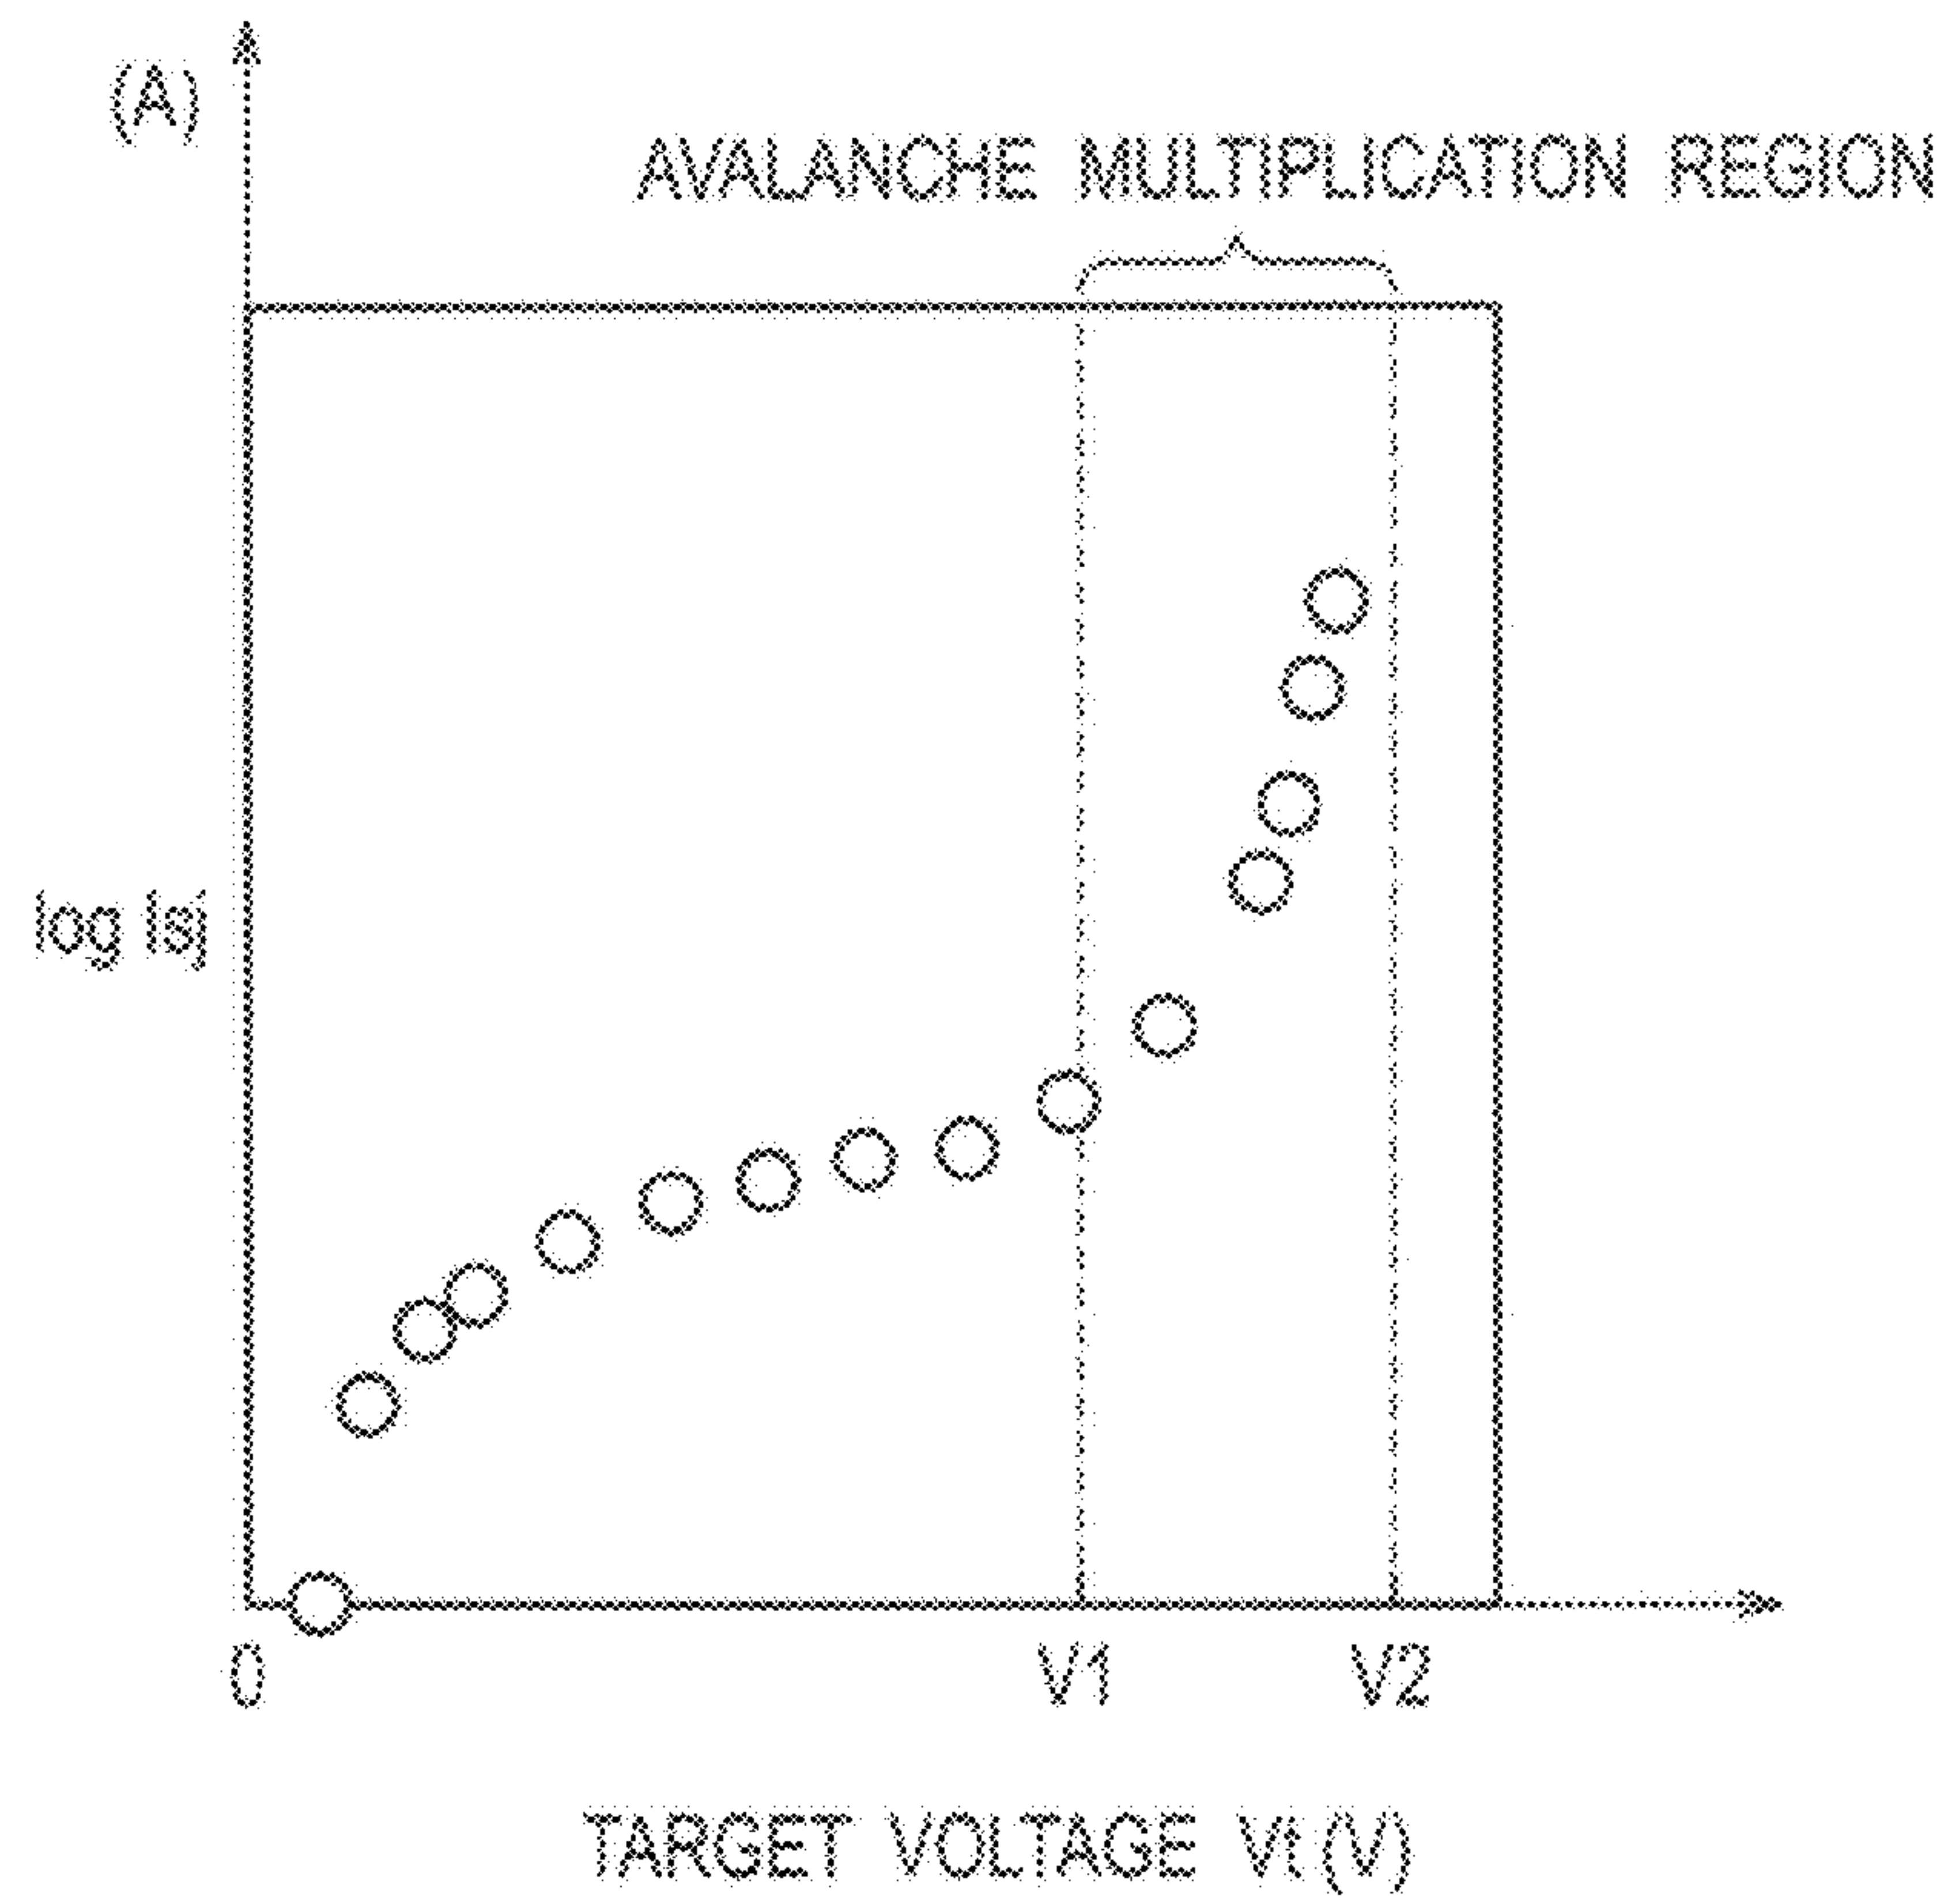 (A)
AVALANCHE MULTIPLICATION REGION
log Isj
0
V1
V2
TARGET VOLTAGE Vt (V)